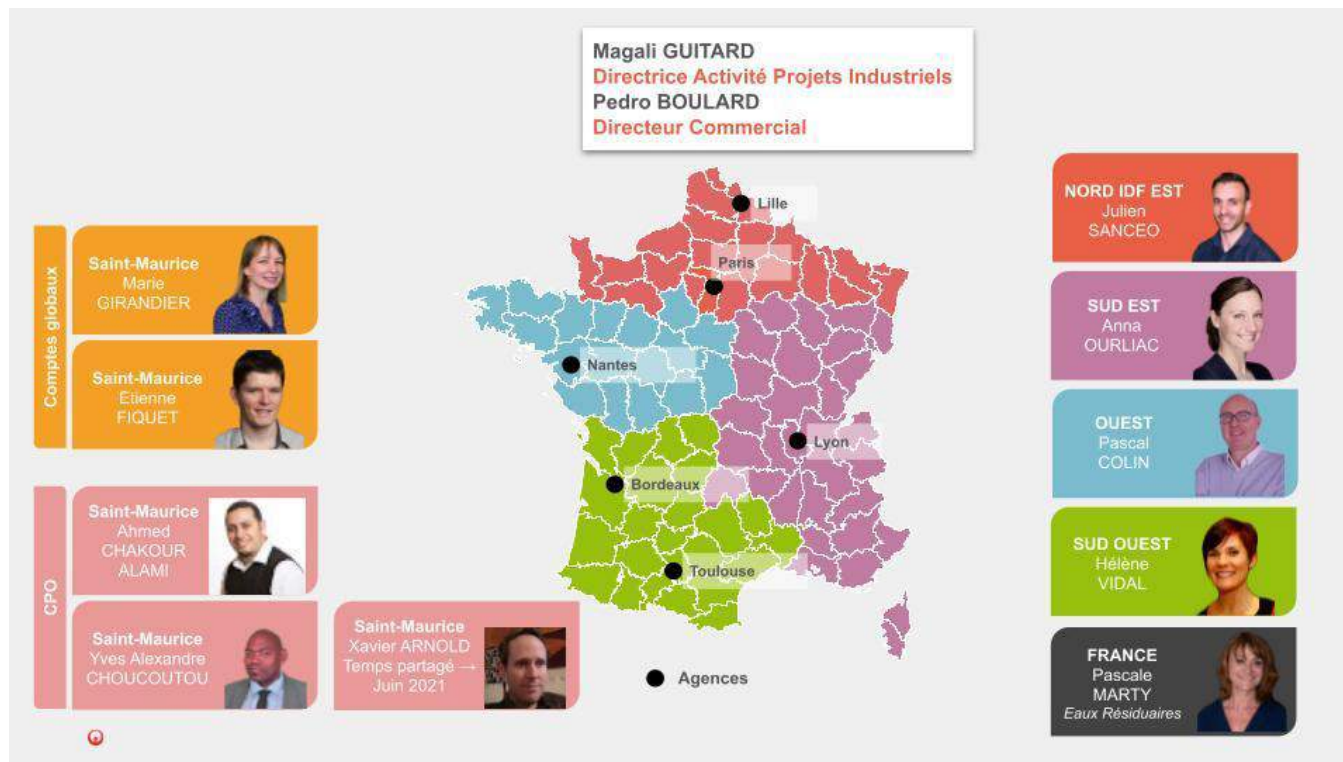 Magali GUITARD
Directrice Activité Projets Industriels
Pedro BOULARD
Directeur Commercial
Comptes globaux
Saint-Maurice
Marie
GIRANDIER
Saint-Maurice
Etienne
FIQUET
CPO
Saint-Maurice
Ahmed
CHAKOUR
ALAMI
Saint-Maurice
Yves Alexandre
CHOUCOUTOU
Saint-Maurice
Xavier ARNOLD
Temps partagé →
Juin 2021
Lille
Paris
Nantes
Lyon
Bordeaux
Toulouse
Agences
NORD IDF EST
Julien
SANCEO
SUD EST
Anna
OURLIAC
OUEST
Pascal
COLIN
SUD OUEST
Hélène
VIDAL
FRANCE
Pascale
MARTY
Eaux Résiduaires